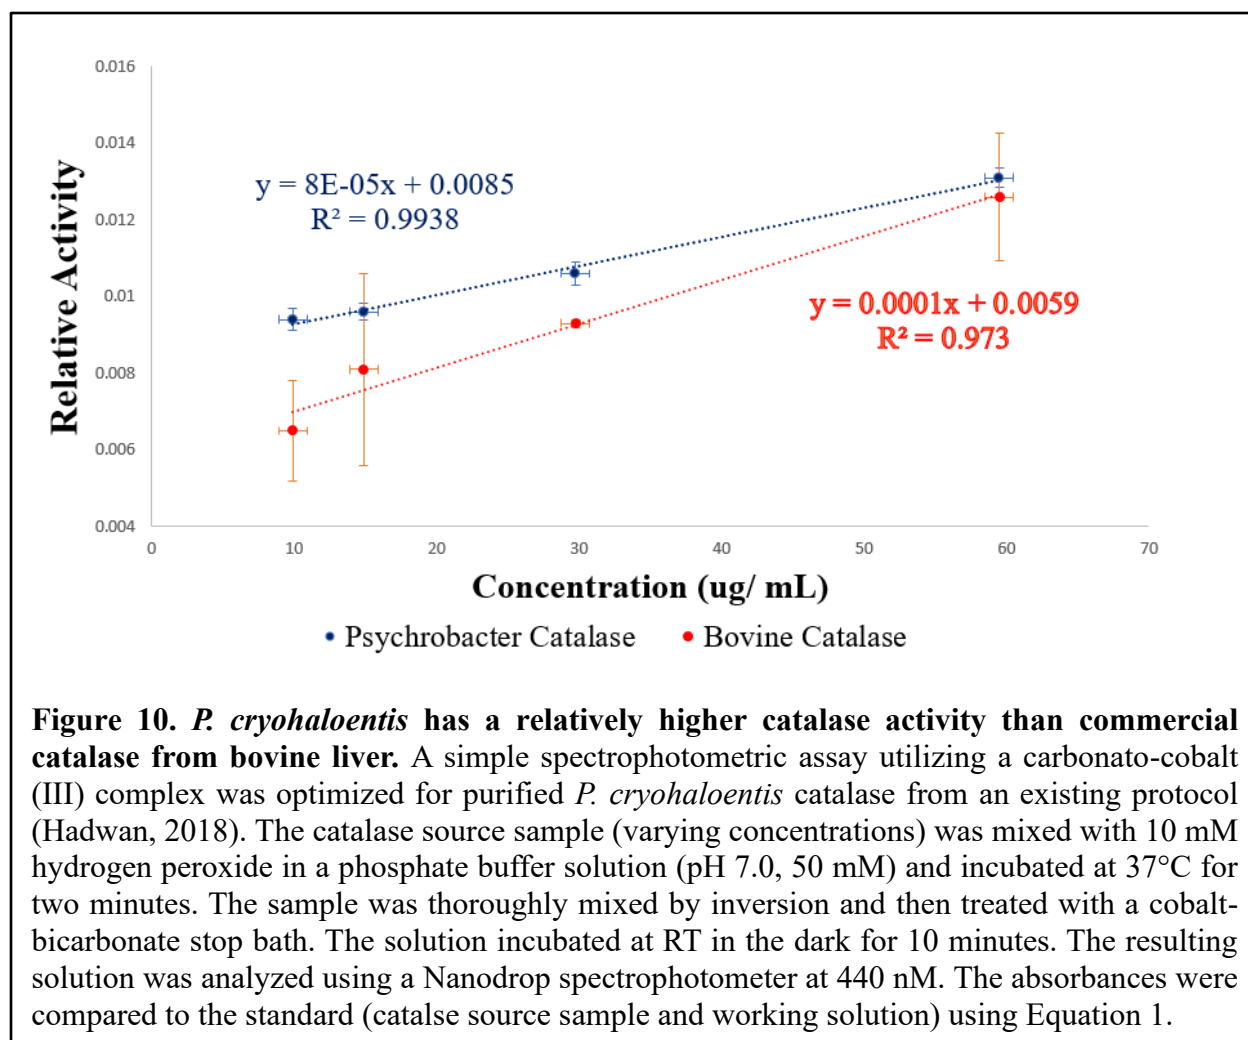 0.016
0.014
0.012
0.01
0.008
0.006
0.004
Relative Activity
y = 8E-05x + 0.0085
R² = 0.9938
y = 0.0001x + 0.0059
R² = 0.973
0 10 20 30 40 50 60 70
Concentration (ug/ mL)
Psychrobacter Catalase Bovine Catalase
Figure 10. P. cryohaloentis has a relatively higher catalase activity than commercial
catalase from bovine liver. A simple spectrophotometric assay utilizing a carbonato-cobalt
(III) complex was optimized for purified P. cryohaloentis catalase from an existing protocol
(Hadwan, 2018). The catalase source sample (varying concentrations) was mixed with 10 mM
hydrogen peroxide in a phosphate buffer solution (pH 7.0, 50 mM) and incubated at 37°C for
two minutes. The sample was thoroughly mixed by inversion and then treated with a cobalt-
bicarbonate stop bath. The solution incubated at RT in the dark for 10 minutes. The resulting
solution was analyzed using a Nanodrop spectrophotometer at 440 nM. The absorbances were
compared to the standard (catalse source sample and working solution) using Equation 1.